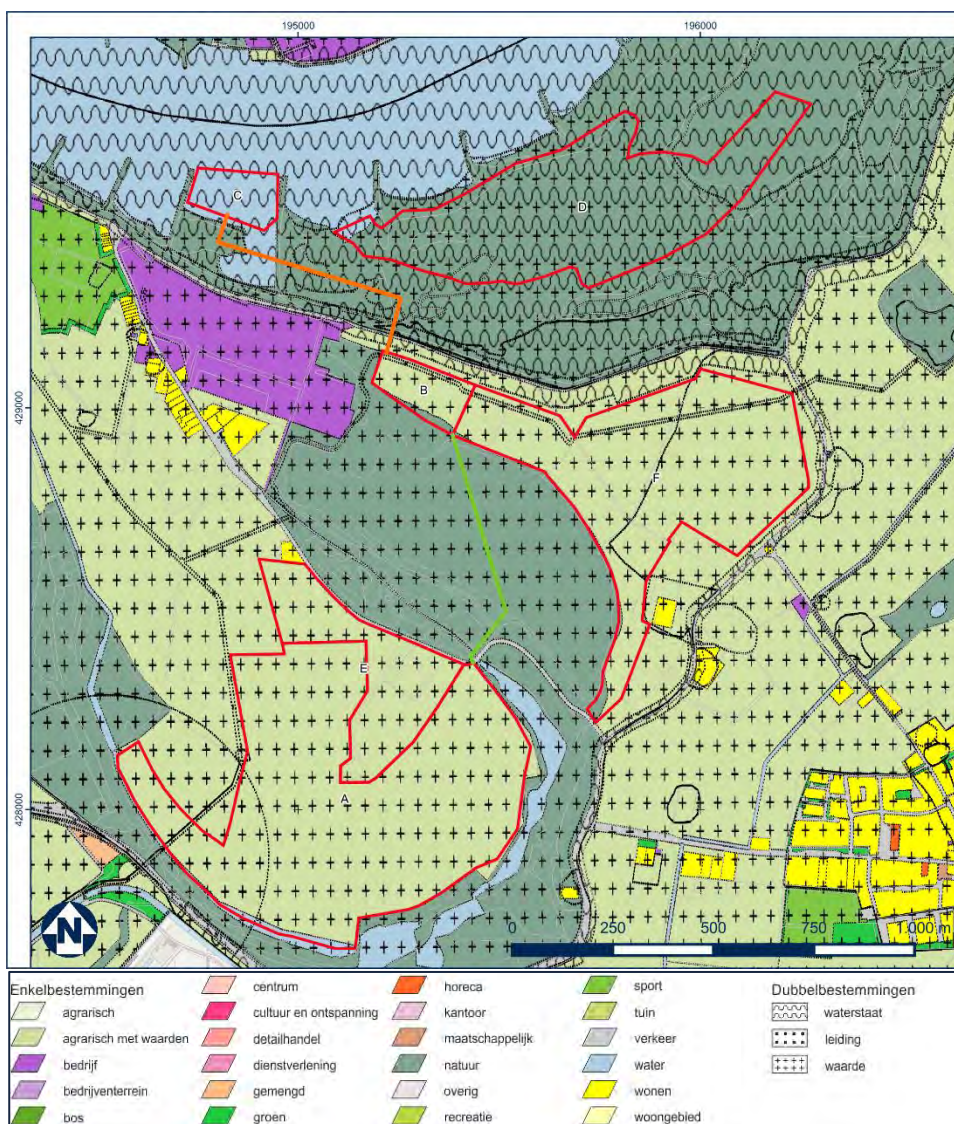 195000 196000
429000
428000
C
D
B
F
E
A
N
0 250 500 750 1.000 m
Enkelbestemmingen
agrarisch
agrarisch met waarden
bedrijf
bedrijventerrein
bos
centrum
cultuur en ontspanning
detailhandel
dienstverlening
gemengd
groen
horeca
kantoor
maatschappelijk
natuur
overig
recreatie
sport
tuin
verkeer
water
wonen
woongebied
Dubbelbestemmingen
waterstaat
leiding
waarde